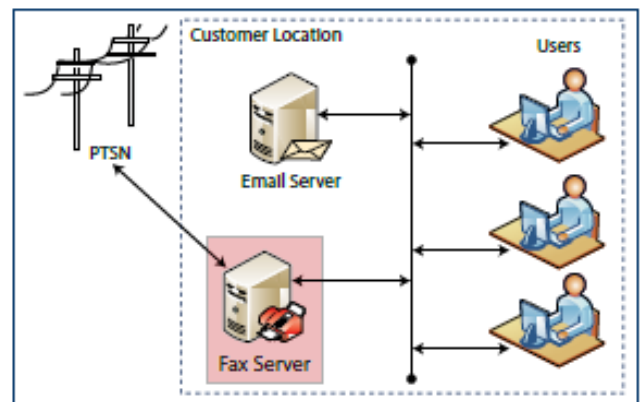 Customer Location
Users
PTSN
Email Server
Fax Server